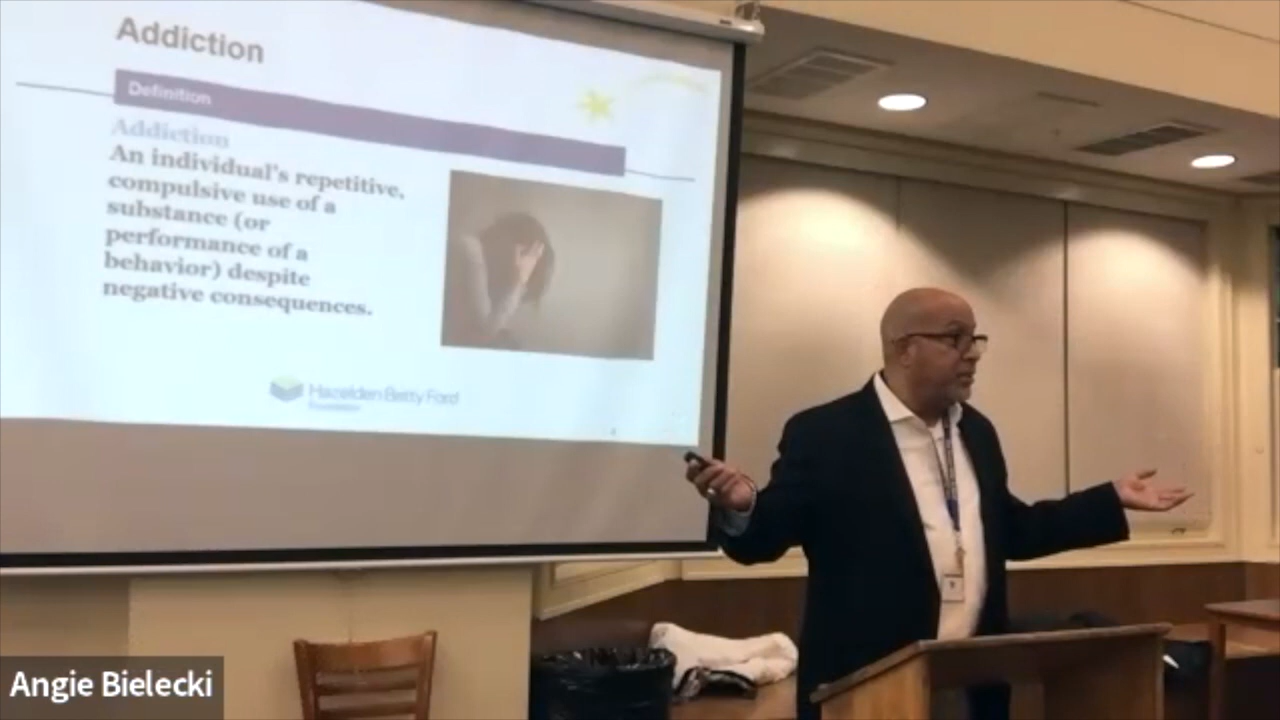 Addiction
Definition
Addiction
An individual's repetitive,
compulsive use of a
substance (or
performance of a
behavior) despite
negative consequences.
Hazelden Betty Ford
Foundation
Angie Bielecki